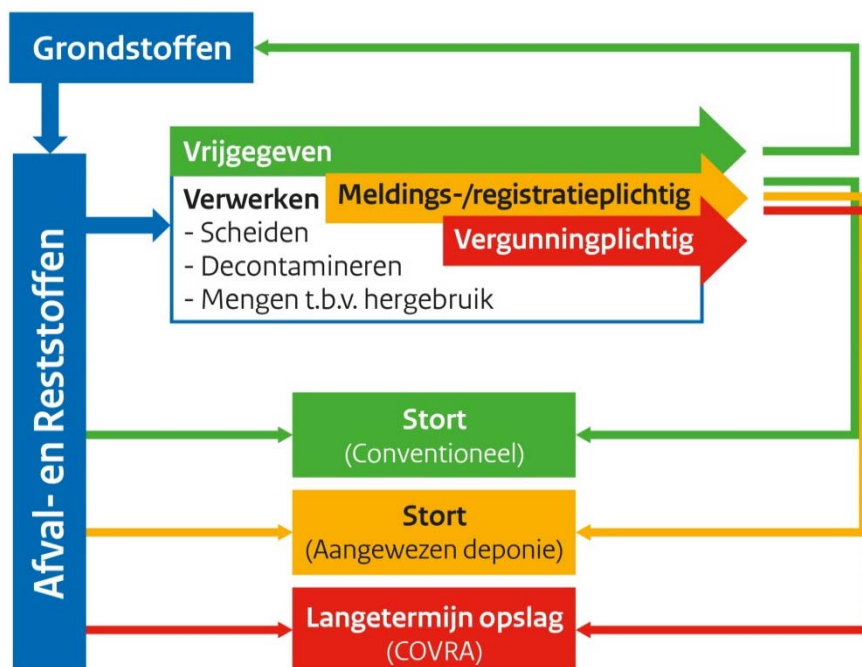 Grondstoffen
Afval- en Reststoffen
Vrijgegeven
Verwerken
Meldings-/registratieplichtig
- Scheiden
Vergunningplichtig
- Decontamineren
- Mengen t.b.v. hergebruik
Stort
(Conventioneel)
Stort
(Aangewezen deponie)
Langetermijn opslag
(COVRA)